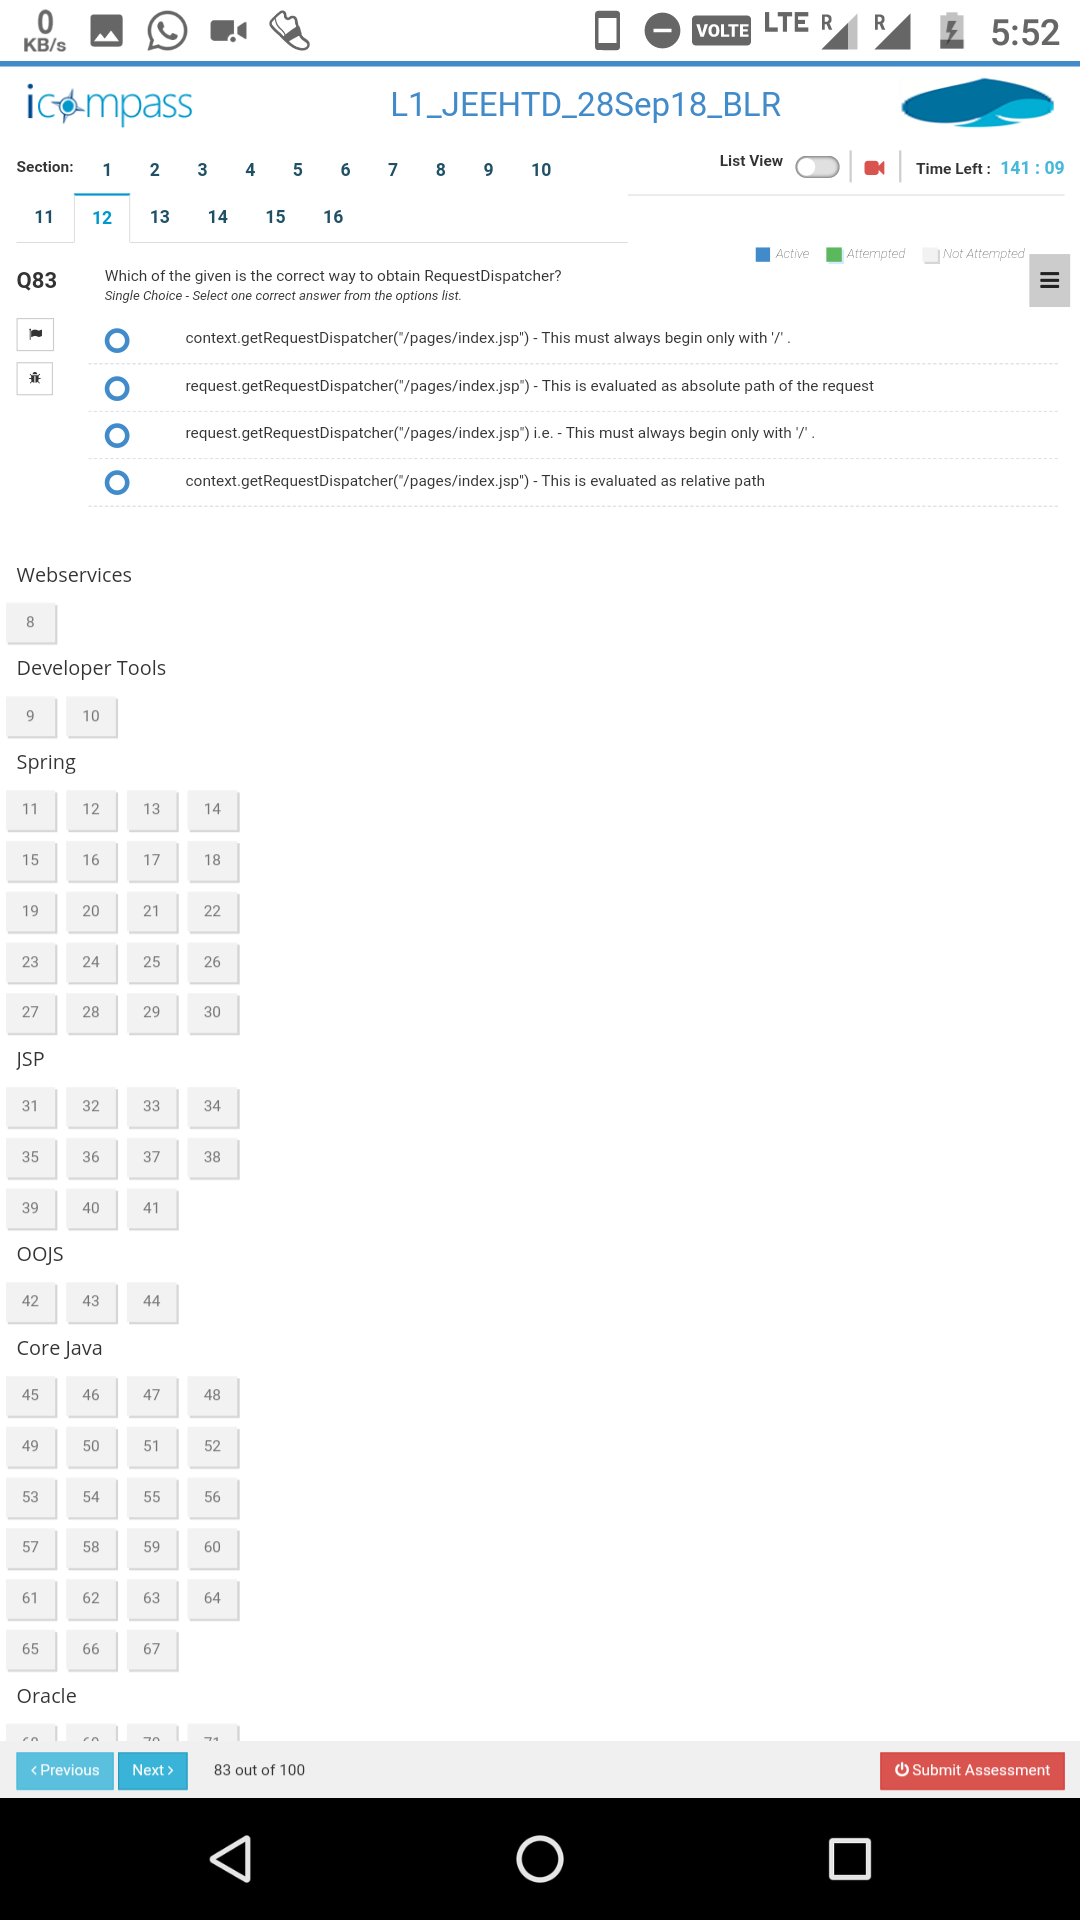 0
KB/s
VOLTE LTE R R 5:52
icompass
L1_JEEHTD_28Sep18_BLR
Section: 1 2 3 4 5 6 7 8 9 10
List View Time Left : 141 : 09
11 12 13 14 15 16
Active Attempted Not Attempted
Q83 Which of the given is the correct way to obtain RequestDispatcher?
Single Choice - Select one correct answer from the options list.
context.getRequestDispatcher("/pages/index.jsp") - This must always begin only with '/' .
request.getRequestDispatcher("/pages/index.jsp") - This is evaluated as absolute path of the request
request.getRequestDispatcher("/pages/index.jsp") i.e. - This must always begin only with '/' .
context.getRequestDispatcher("/pages/index.jsp") - This is evaluated as relative path
Webservices
8
Developer Tools
9 10
Spring
11 12 13 14
15 16 17 18
19 20 21 22
23 24 25 26
27 28 29 30
JSP
31 32 33 34
35 36 37 38
39 40 41
OOJS
42 43 44
Core Java
45 46 47 48
49 50 51 52
53 54 55 56
57 58 59 60
61 62 63 64
65 66 67
Oracle
68 69 70 71
Previous Next 83 out of 100 Submit Assessment